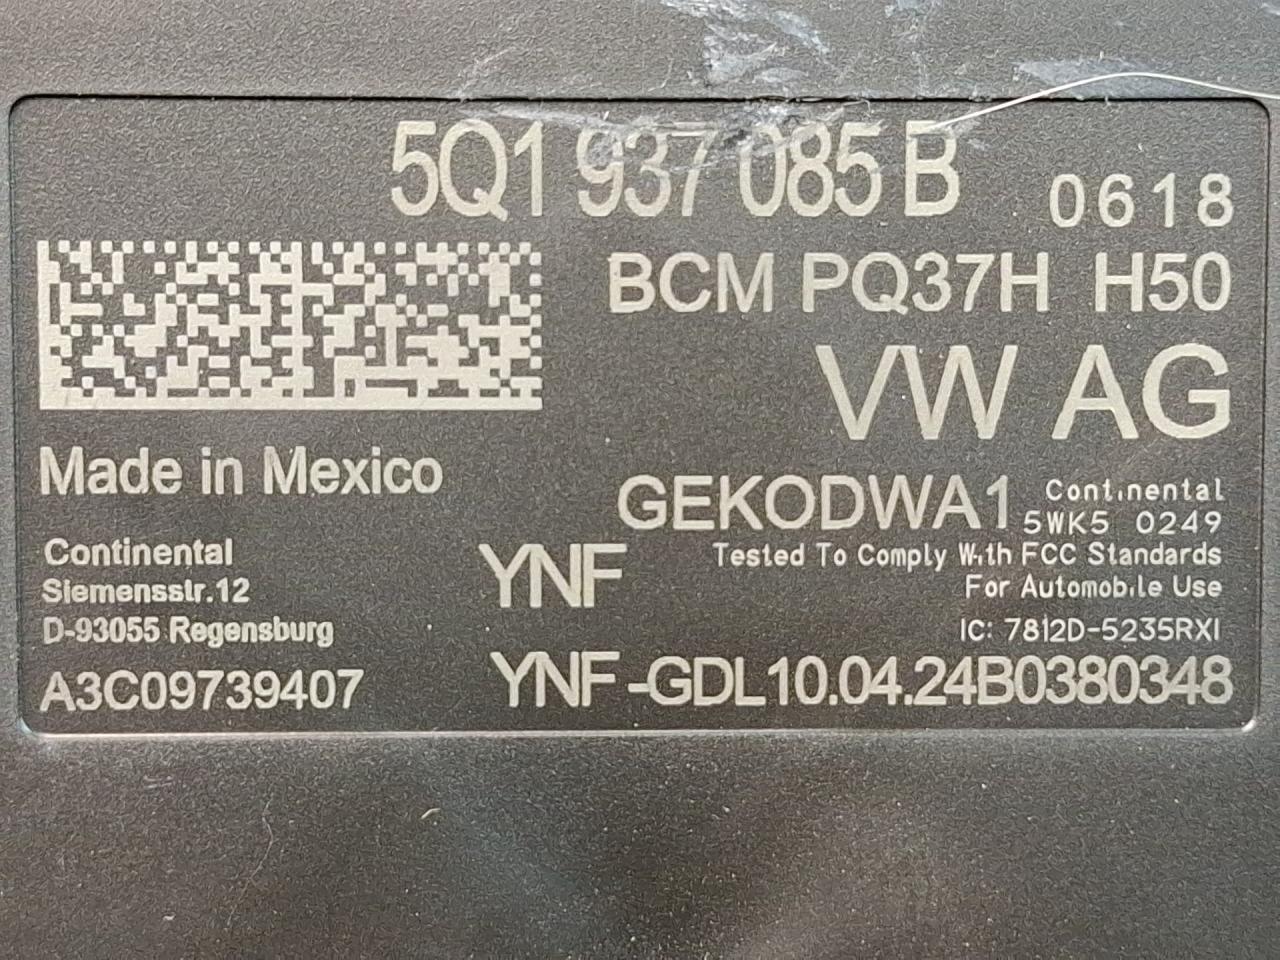 5Q1 937 085 B 0618
BCM PQ37H H50
VW AG
Made in Mexico
GEKODWA1
Continental
5WK5 0249
Continental
Siemensstr.12
D-93055 Regensburg
YNF
Tested To Comply With FCC Standards
For Automobile Use
IC: 7812D-5235RXI
A3C09739407
YNF-GDL10.04.24B0380348